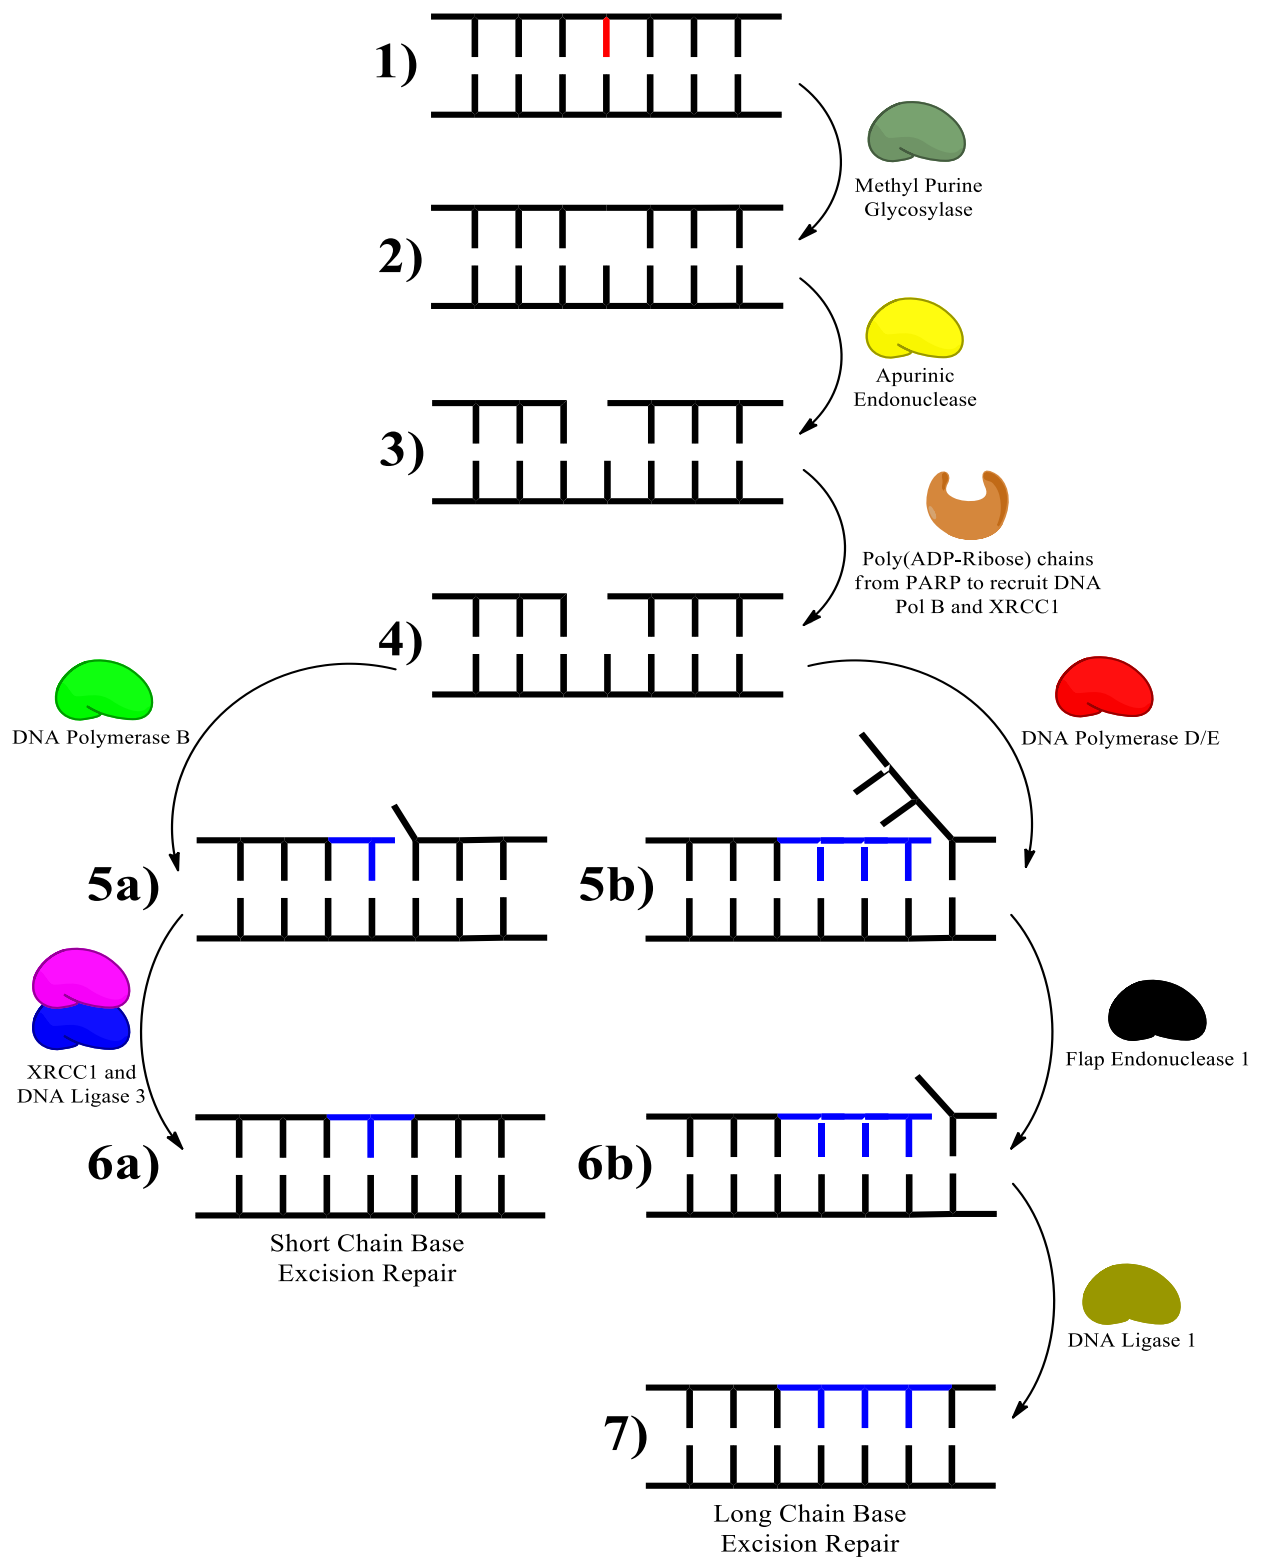 1)
Methyl Purine
Glycosylase
2)
Apurinic
Endonuclease
3)
Poly(ADP-Ribose) chains
from PARP to recruit DNA
Pol B and XRCC1
4)
DNA Polymerase B
DNA Polymerase D/E
5a)
5b)
XRCC1 and
DNA Ligase 3
Flap Endonuclease 1
6a)
6b)
Short Chain Base
Excision Repair
DNA Ligase 1
7)
Long Chain Base
Excision Repair